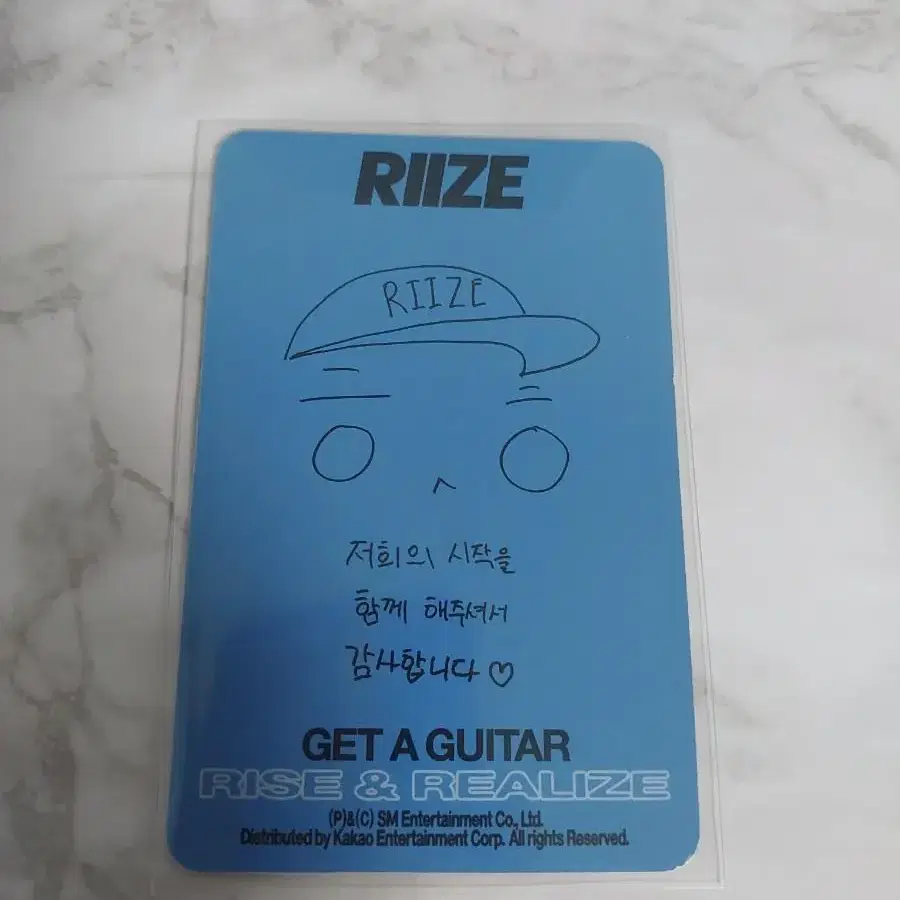 RIIZE
RIIZE
저희의 시작을
함께 해주셔서
감사합니다♡
GET A GUITAR
RISE & REALIZE
(P)&(C) SM Entertainment Co., Ltd.
Distributed by Kakao Entertainment Corp. All rights Reserved.